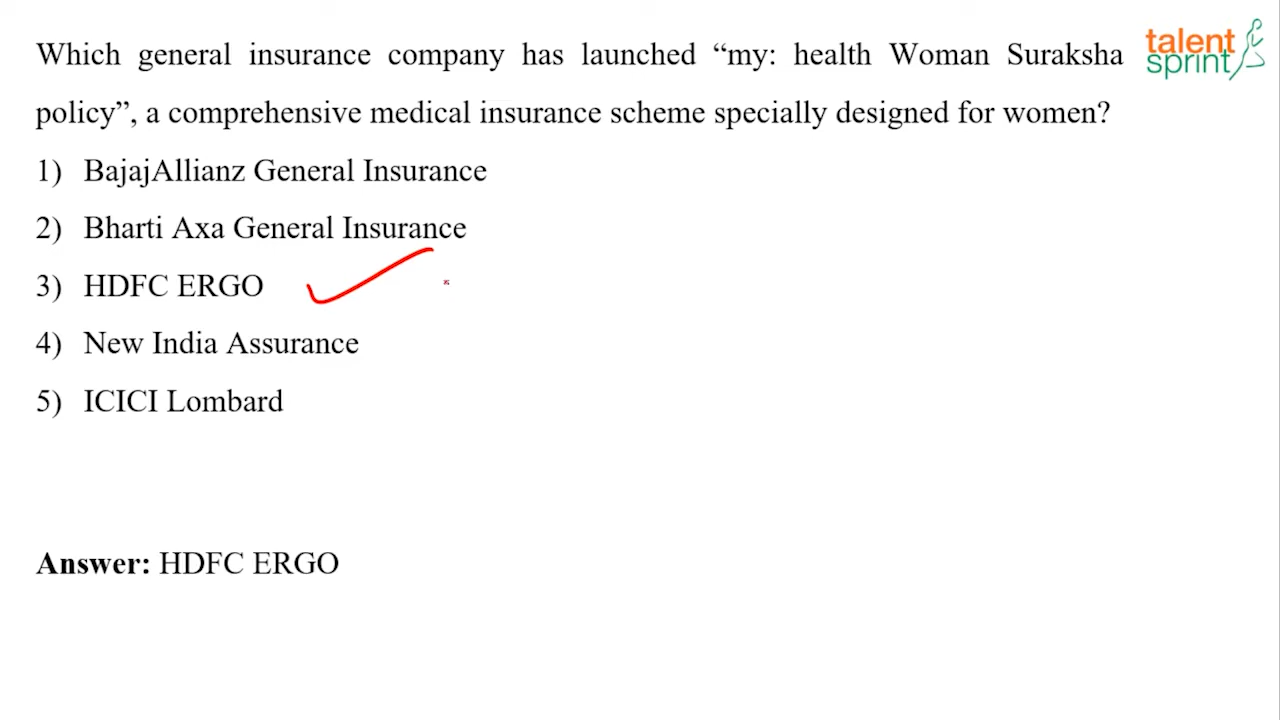 talent
sprint
Which general insurance company has launched “my: health Woman Suraksha
policy”, a comprehensive medical insurance scheme specially designed for women?
1) BajajAllianz General Insurance
2) Bharti Axa General Insurance
3) HDFC ERGO
4) New India Assurance
5) ICICI Lombard
Answer: HDFC ERGO